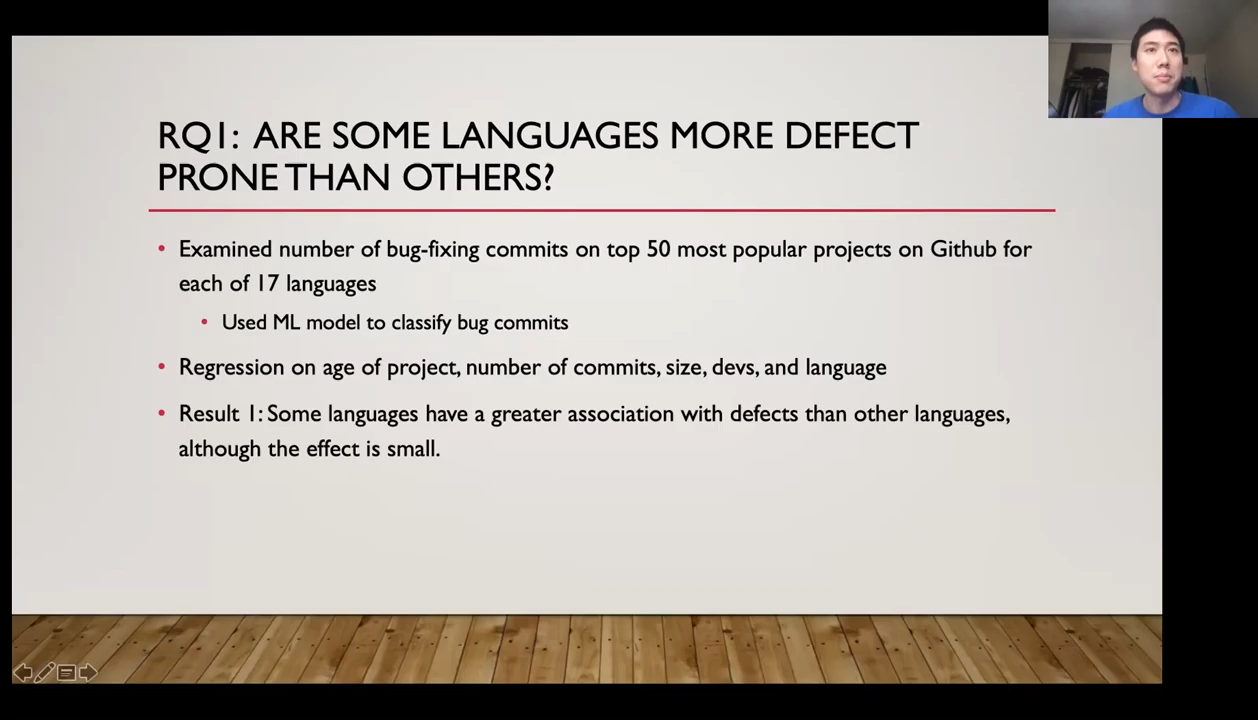 RQ1: ARE SOME LANGUAGES MORE DEFECT
PRONE THAN OTHERS?
• Examined number of bug-fixing commits on top 50 most popular projects on Github for
each of 17 languages
• Used ML model to classify bug commits
• Regression on age of project, number of commits, size, devs, and language
• Result 1: Some languages have a greater association with defects than other languages,
although the effect is small.